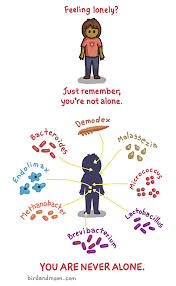 Feeling lonely?
Just remember,
you're not alone.
Demodex
Bacteroides
Malassezia
Endolimax
Micrococcus
Methanobacter
Lactobacillus
Brevibacterium
YOU ARE NEVER ALONE.
birdandmoon.com